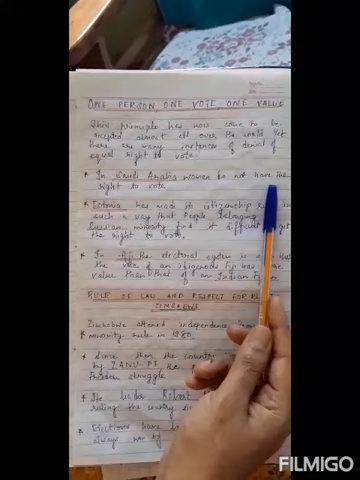 ONE PERSON, ONE VOTE, ONE VALUE
This principle has now come to be
accepted almost all over the world Yet
there are many instances of denial of
equal right to vote.
* In Saudi Arabia women do not have the
right to vote
* Estonia has made its citizenship in
such a way that People belonging
Russian minority find it difficult get
the right to vote.
* In Fiji the electoral system is that
the vote of an indigenous Fiji has
value than that of an Indian
RULE OF LAW AND RESPECT FOR
ZIMBABWE
Zimbabwe attained independence
minority rule in 1980.
* Since then the country
by ZANU-PF
freedom struggle.
* Its Robert
ruling the country
* Elections have
always won by
FILMIGO